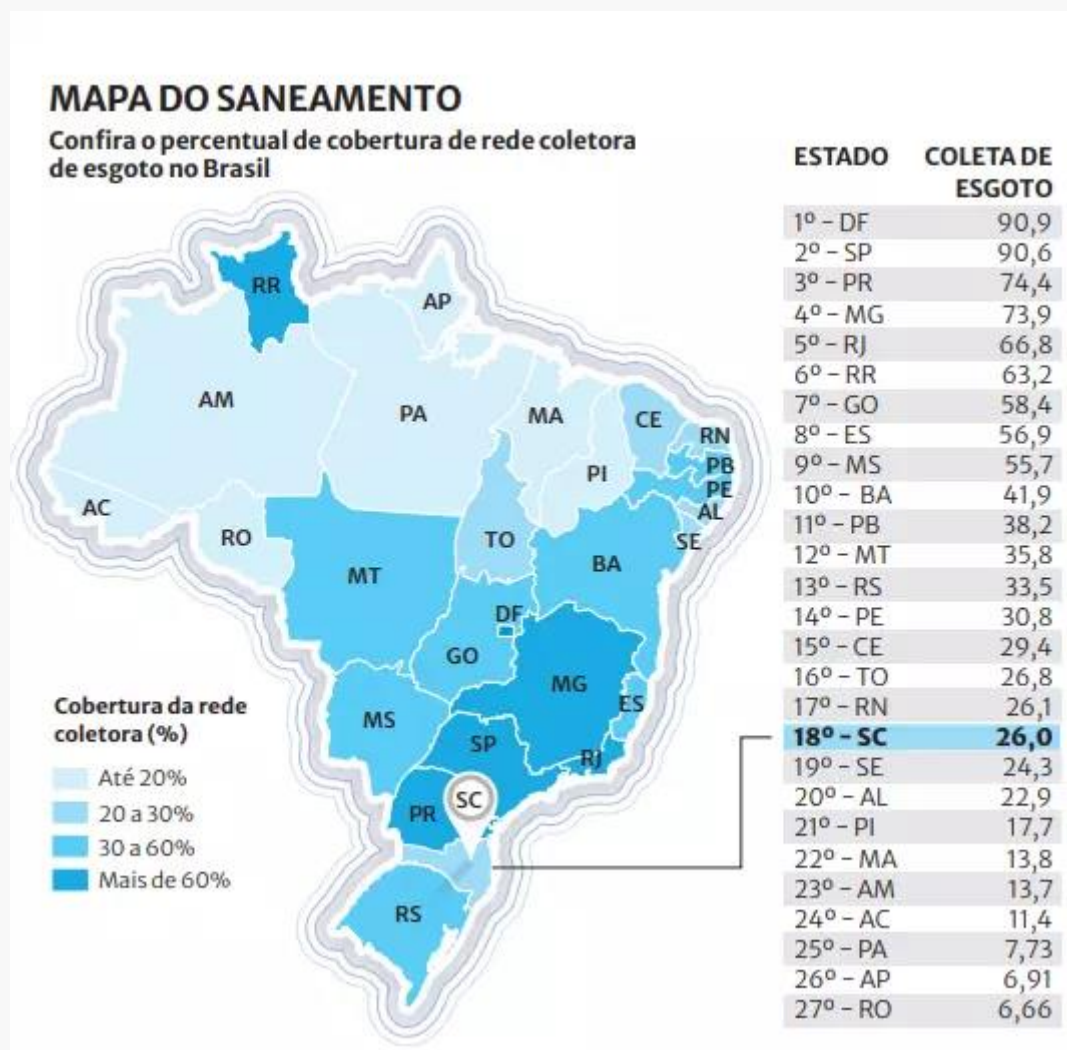 MAPA DO SANEAMENTO
Confira o percentual de cobertura de rede coletora
de esgoto no Brasil
RR
AP
AM
PA
MA
CE
RN
PI
PB
PE
AL
AC
RO
TO
SE
MT
BA
DF
GO
MG
MS
ES
SP
RJ
PR
SC
RS
Cobertura da rede
coletora (%)
Até 20%
20 a 30%
30 a 60%
Mais de 60%
ESTADO COLETA DE
ESGOTO
1º - DF 90,9
2º - SP 90,6
3º - PR 74,4
4º - MG 73,9
5º - RJ 66,8
6º - RR 63,2
7º - GO 58,4
8º - ES 56,9
9º - MS 55,7
10º - BA 41,9
11º - PB 38,2
12º - MT 35,8
13º - RS 33,5
14º - PE 30,8
15º - CE 29,4
16º - TO 26,8
17º - RN 26,1
18º - SC 26,0
19º - SE 24,3
20º - AL 22,9
21º - PI 17,7
22º - MA 13,8
23º - AM 13,7
24º - AC 11,4
25º - PA 7,73
26º - AP 6,91
27º - RO 6,66